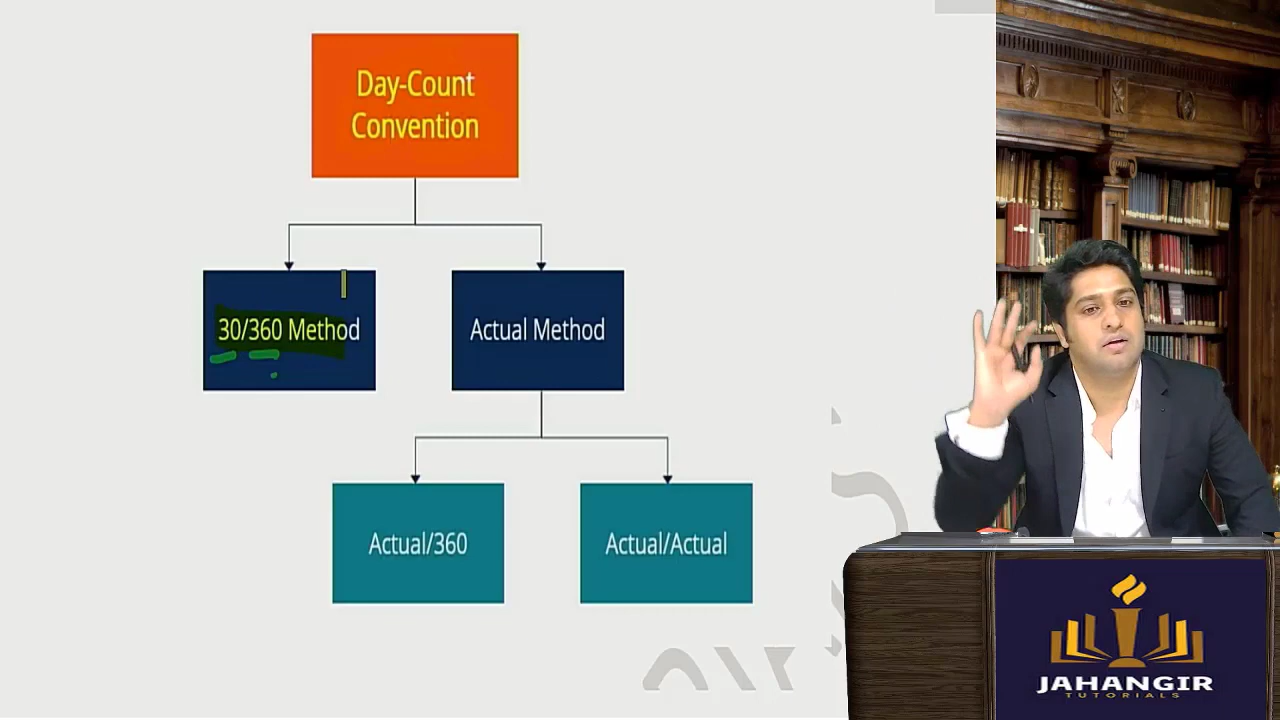 Day-Count
Convention
30/360 Method
Actual Method
Actual/360
Actual/Actual
JAHANGIR
TUTORIALS